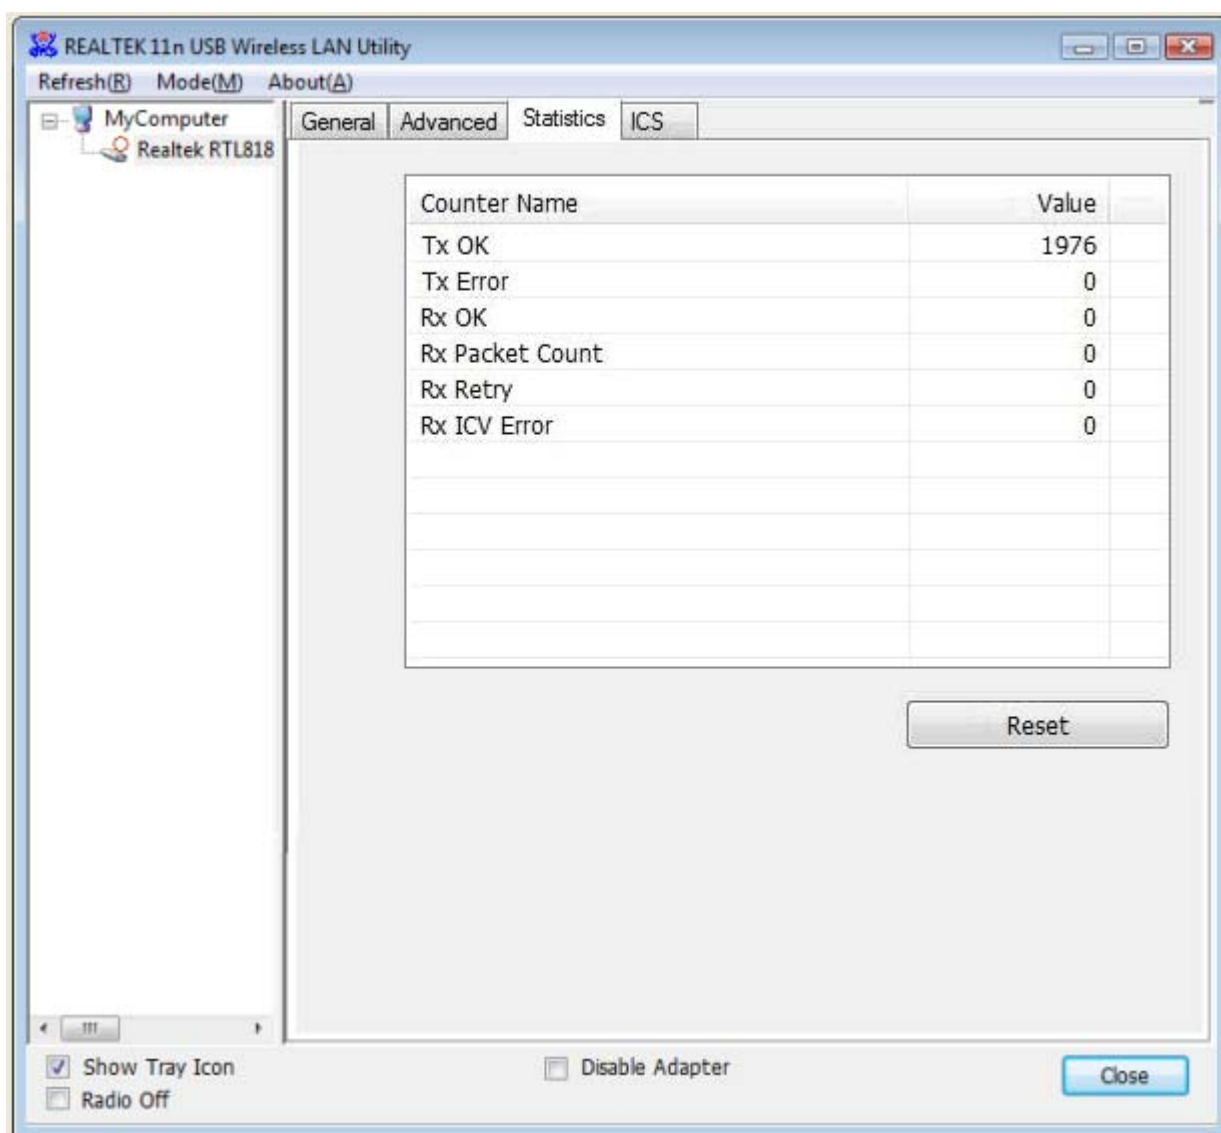 REALTEK 11n USB Wireless LAN Utility
Refresh(R) Mode(M) About(A)
MyComputer
Realtek RTL818
General Advanced Statistics ICS
Counter Name Value
Tx OK 1976
Tx Error 0
Rx OK 0
Rx Packet Count 0
Rx Retry 0
Rx ICV Error 0
Reset
Show Tray Icon Disable Adapter
Radio Off
Close